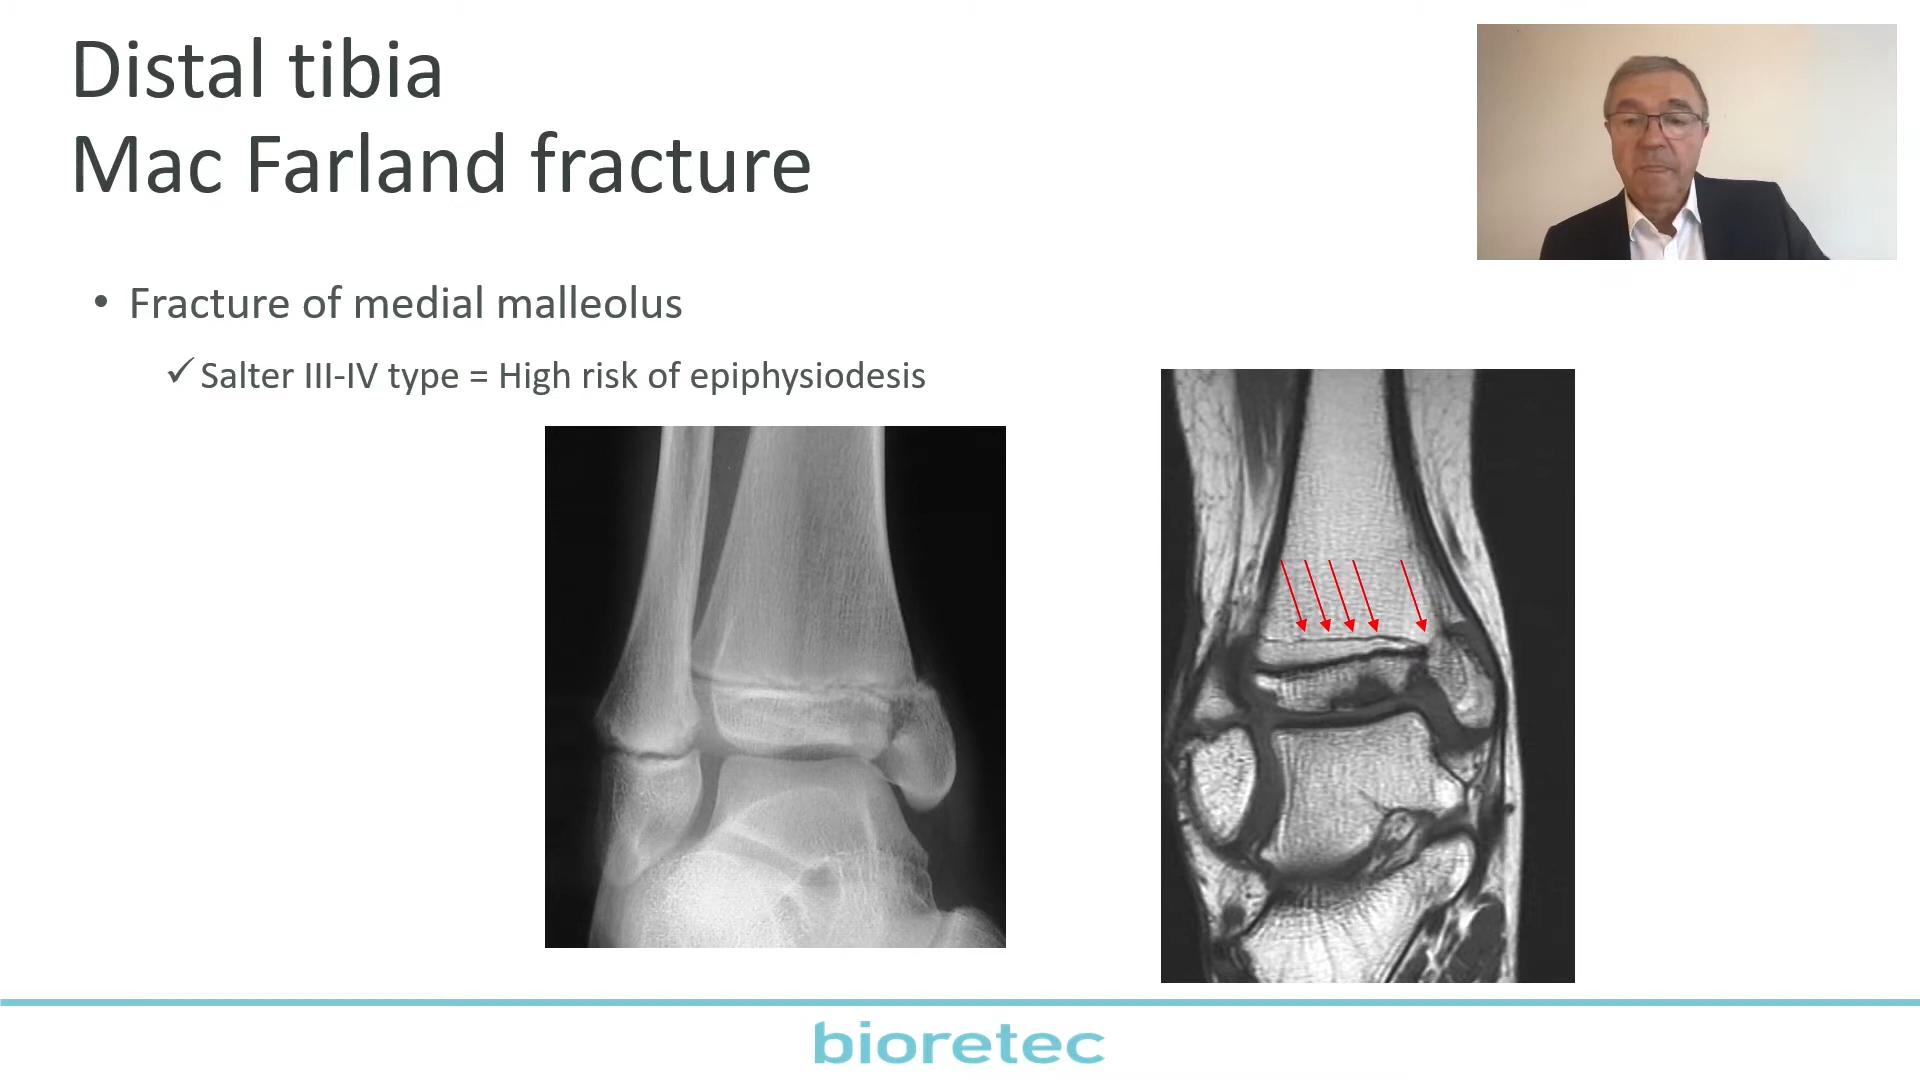 Distal tibia
Mac Farland fracture
• Fracture of medial malleolus
✓ Salter III-IV type = High risk of epiphysiodesis
bioretec